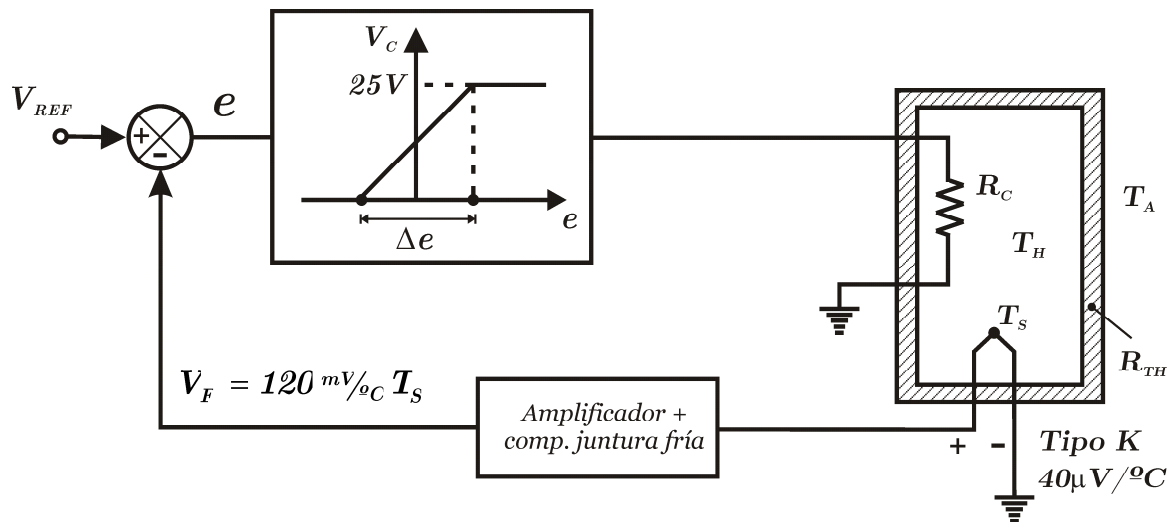 V_C
25V
V_REF
e
+
-
e
Δe
R_C
T_A
T_H
T_S
V_F = 120 mV/ºC T_S
R_TH
Amplificador +
comp. juntura fría
+ -
Tipo K
40μV/ºC